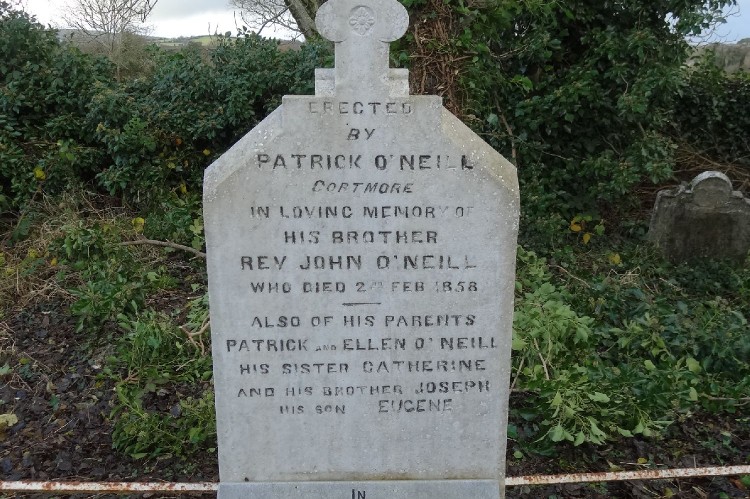 ERECTED
BY
PATRICK O'NEILL
CORTMORE
IN LOVING MEMORY OF
HIS BROTHER
REV JOHN O'NEILL
WHO DIED FEB 1858
ALSO OF HIS PARENTS
PATRICK AND ELLEN O'NEILL
HIS SISTER CATHERINE
AND HIS BROTHER JOSEPH
HIS SON EUGENE
IN